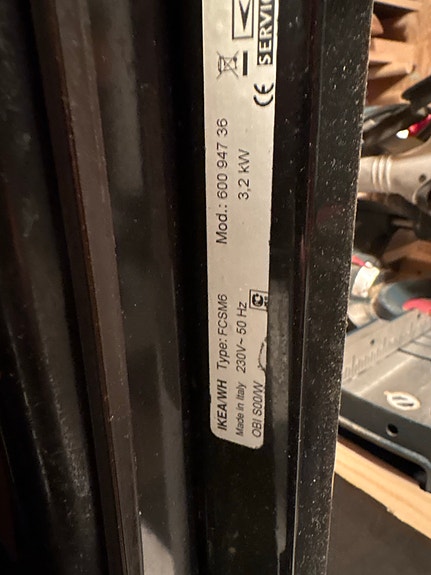 IKEA/WH Type: FCSM6 Mod.: 600 947 36
Made in Italy 230V~ 50 Hz 3,2 kW
OBI S00/W
CE SERVIC